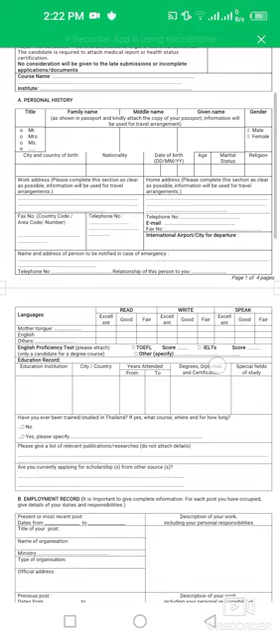 2:22 PM
V Recorder App is using microphone
The candidate is required to attach medical report or health status
certification.
No consideration will be given to the late submissions or incomplete
applications/documents
Course Name
Institute:
A. PERSONAL HISTORY
Title Family name Middle name Given name Gender
(as shown in passport and kindly attach the copy of your passport, information will
be used for travel arrangement)
o Mr.
o Mrs.
o Ms.
o .....
Male
Female
City and country of birth Nationality Date of birth (DD/MM/YY) Age Marital Status Religion
Work address (Please complete this section as clear
as possible, information will be used for travel
arrangements.)
Home address (Please complete this section as clear
as possible, information will be used for travel
arrangements.)
Fax No: (Country Code /
Area Code/ Number)
Telephone No:
Telephone No
E-mail :
Fax No :
International Airport/City for departure
Name and address of person to be notified in case of emergency :
Telephone No Relationship of this person to you:
Page 1 of 4 pages
Languages: READ WRITE SPEAK
Excellent Good Fair Excellent Good Fair Excellent Good Fair
Mother tongue:
English
Others:
English Proficiency Test (please attach)
(only a candidate for a degree course)
TOEFL Score IELTs Score
Other (specify)
Education Record:
Education Institution City / Country Years Attended Degrees, Diplomas and Certificates Special fields of study
From To
Have you ever been trained/studied in Thailand? If yes, what course, where and for how long?
No
Yes, please specify
Please give a list of relevant publications/researches (do not attach details)
Are you currently applying for scholarship (s) from other source (s)?
B. EMPLOYMENT RECORD (It is important to give complete information. For each post you have occupied,
give details of your duties and responsibilities.)
Present or most recent post :
Dates from to
Description of your work,
including your personal responsibilities
Title of your post:
Name of organisation:
Ministry
Type of organisation:
Official address:
Previous post :
Dates from to
Description of your work,
including your personal responsibilities
RECORDER